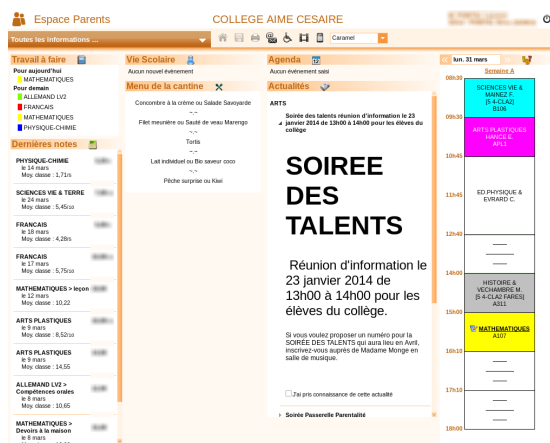 Espace Parents
COLLEGE AIME CESAIRE
Toutes les informations ...
Caramel
Travail à faire
Pour aujourd'hui
MATHEMATIQUES
Pour demain
ALLEMAND LV2
FRANCAIS
MATHEMATIQUES
PHYSIQUE-CHIMIE
Dernières notes
PHYSIQUE-CHIMIE
le 14 mars
Moy. classe : 1,71/5
SCIENCES VIE & TERRE
le 24 mars
Moy. classe : 5,45/10
FRANCAIS
le 18 mars
Moy. classe : 4,28/5
FRANCAIS
le 17 mars
Moy. classe : 5,75/10
MATHEMATIQUES > leçon
le 12 mars
Moy. classe : 10,22
ARTS PLASTIQUES
le 9 mars
Moy. classe : 8,52/10
ARTS PLASTIQUES
le 9 mars
Moy. classe : 14,55
ALLEMAND LV2 >
Compétences orales
le 8 mars
Moy. classe : 10,65
MATHEMATIQUES >
Devoirs à la maison
le 8 mars
Vie Scolaire
Aucun nouvel événement
Menu de la cantine
Concombre à la crème ou Salade Savoyarde
~.~
Filet meunière ou Sauté de veau Marengo
~.~
Tortis
~.~
Lait individuel ou Bio saveur coco
~.~
Pêche surprise ou Kiwi
Agenda
Aucun événement saisi
Actualités
ARTS
Soirée des talents réunion d'information le 23
janvier 2014 de 13h00 à 14h00 pour les élèves du
collège
SOIREE
DES
TALENTS
Réunion d'information le
23 janvier 2014 de
13h00 à 14h00 pour les
élèves du collège.
Si vous voulez proposer un numéro pour la
SOIRÉE DES TALENTS qui aura lieu en Avril,
inscrivez-vous auprès de Madame Monge en
salle de musique.
J'ai pris connaissance de cette actualité
Soirée Passerelle Parentalité
lun. 31 mars
Semaine A
08h30
SCIENCES VIE &
MAINEZ F.
[5 4-CLA2]
B106
09h30
ARTS PLASTIQUES
HANCE E.
APL1
10h45
11h45
ED.PHYSIQUE &
EVRARD C.
12h40
14h00
HISTOIRE &
VECHAMBRE M.
[5 4-CLA2 FARES]
A311
15h00
MATHEMATIQUES
A107
16h10
17h10
18h00